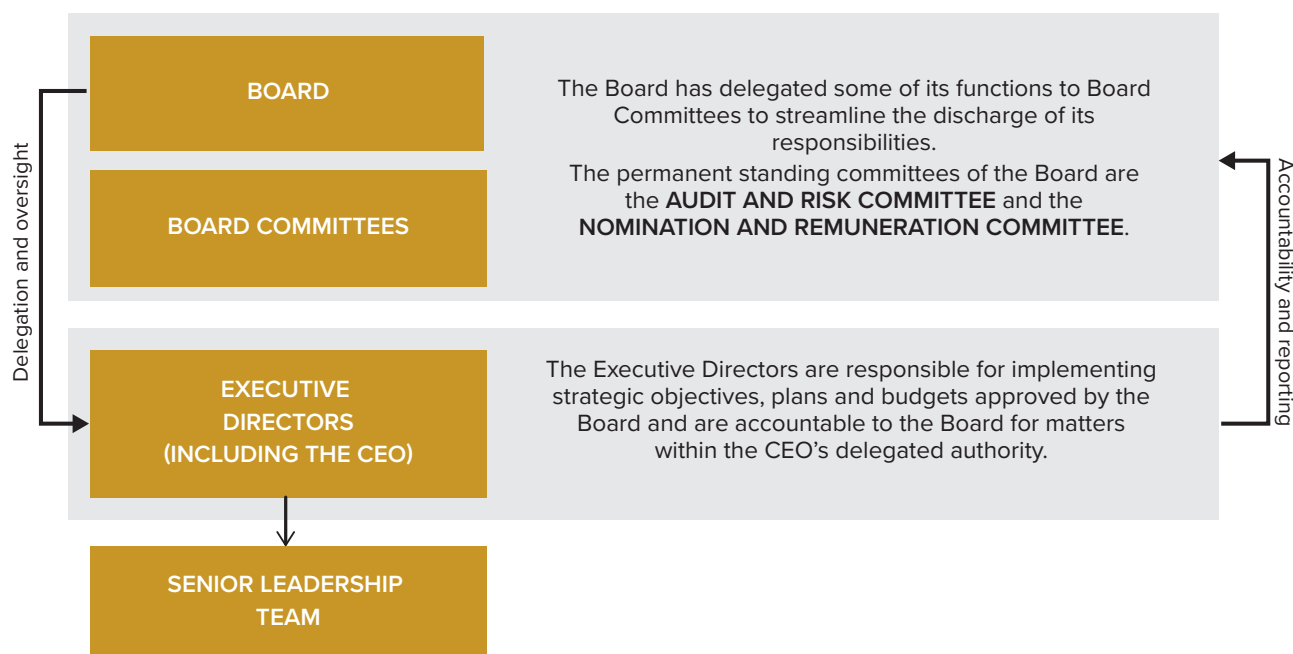 Delegation and oversight
BOARD
BOARD COMMITTEES
The Board has delegated some of its functions to Board
Committees to streamline the discharge of its
responsibilities.
The permanent standing committees of the Board are
the AUDIT AND RISK COMMITTEE and the
NOMINATION AND REMUNERATION COMMITTEE.
Accountability and reporting
EXECUTIVE
DIRECTORS
(INCLUDING THE CEO)
The Executive Directors are responsible for implementing
strategic objectives, plans and budgets approved by the
Board and are accountable to the Board for matters
within the CEO’s delegated authority.
SENIOR LEADERSHIP
TEAM